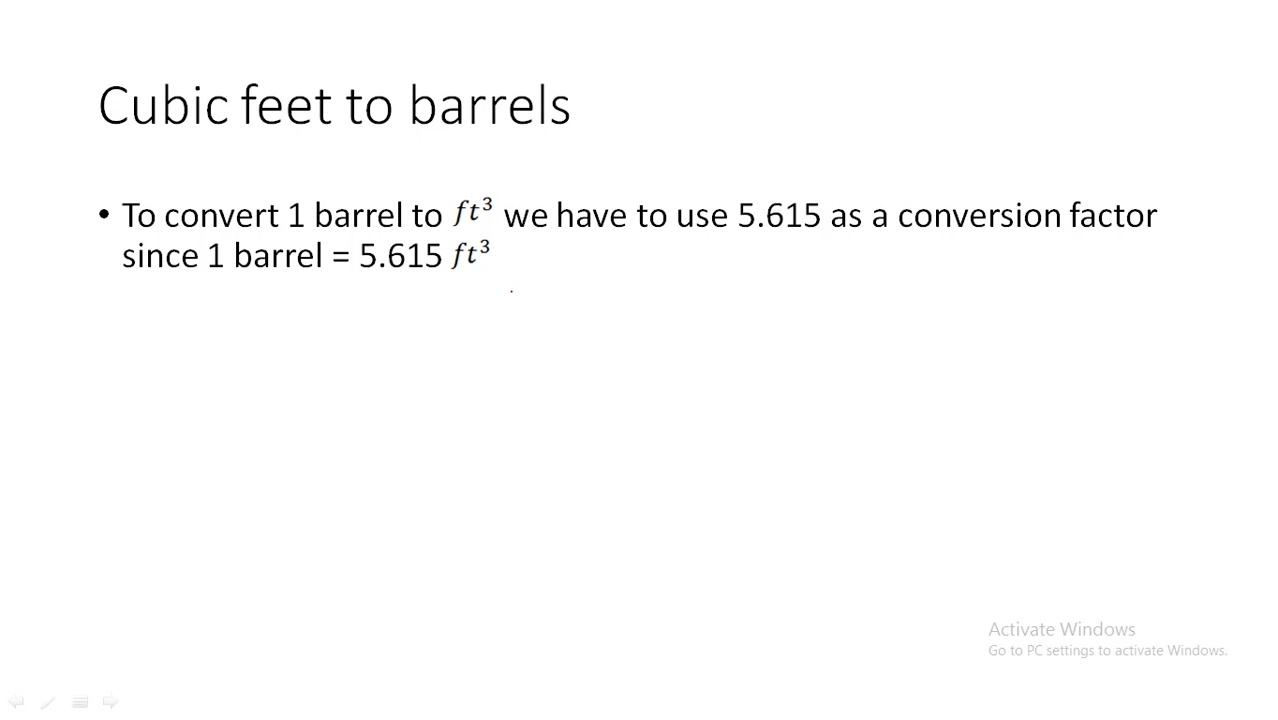 Cubic feet to barrels
• To convert 1 barrel to ft³ we have to use 5.615 as a conversion factor
since 1 barrel = 5.615 ft³
Activate Windows
Go to PC settings to activate Windows.